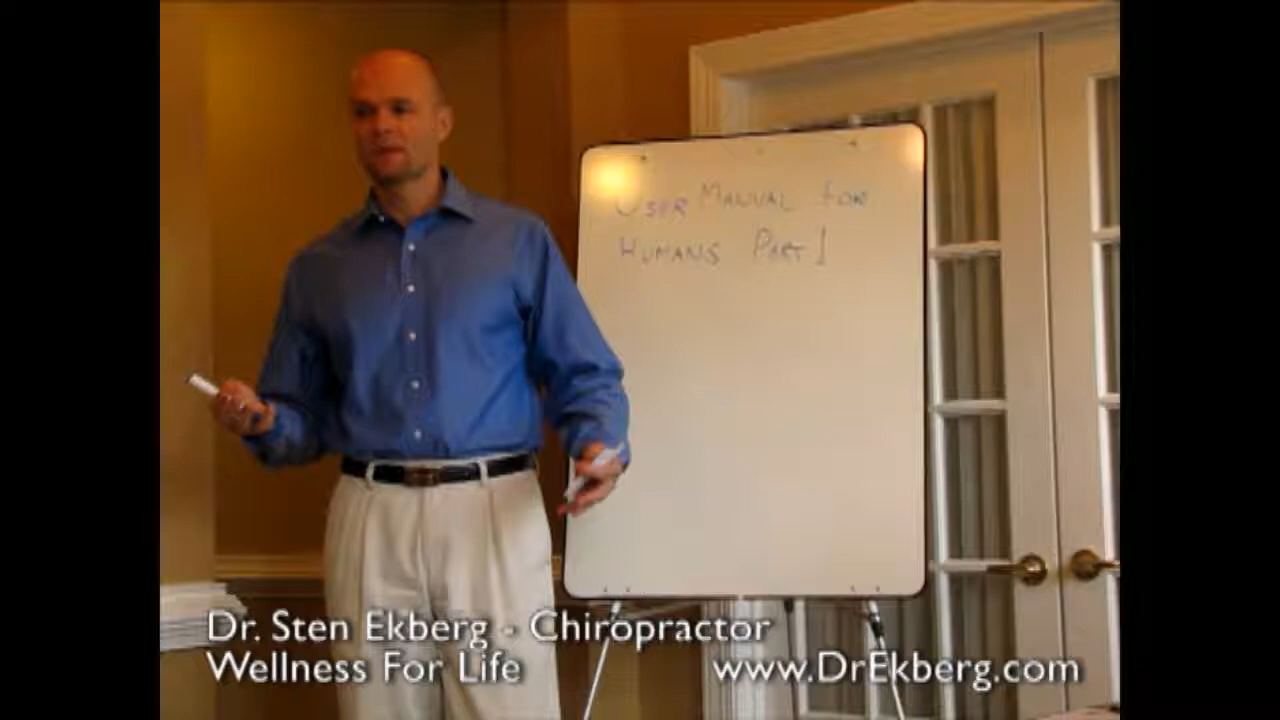 User Manual for
Humans Part 1
Dr. Sten Ekberg - Chiropractor
Wellness For Life
www.DrEkberg.com